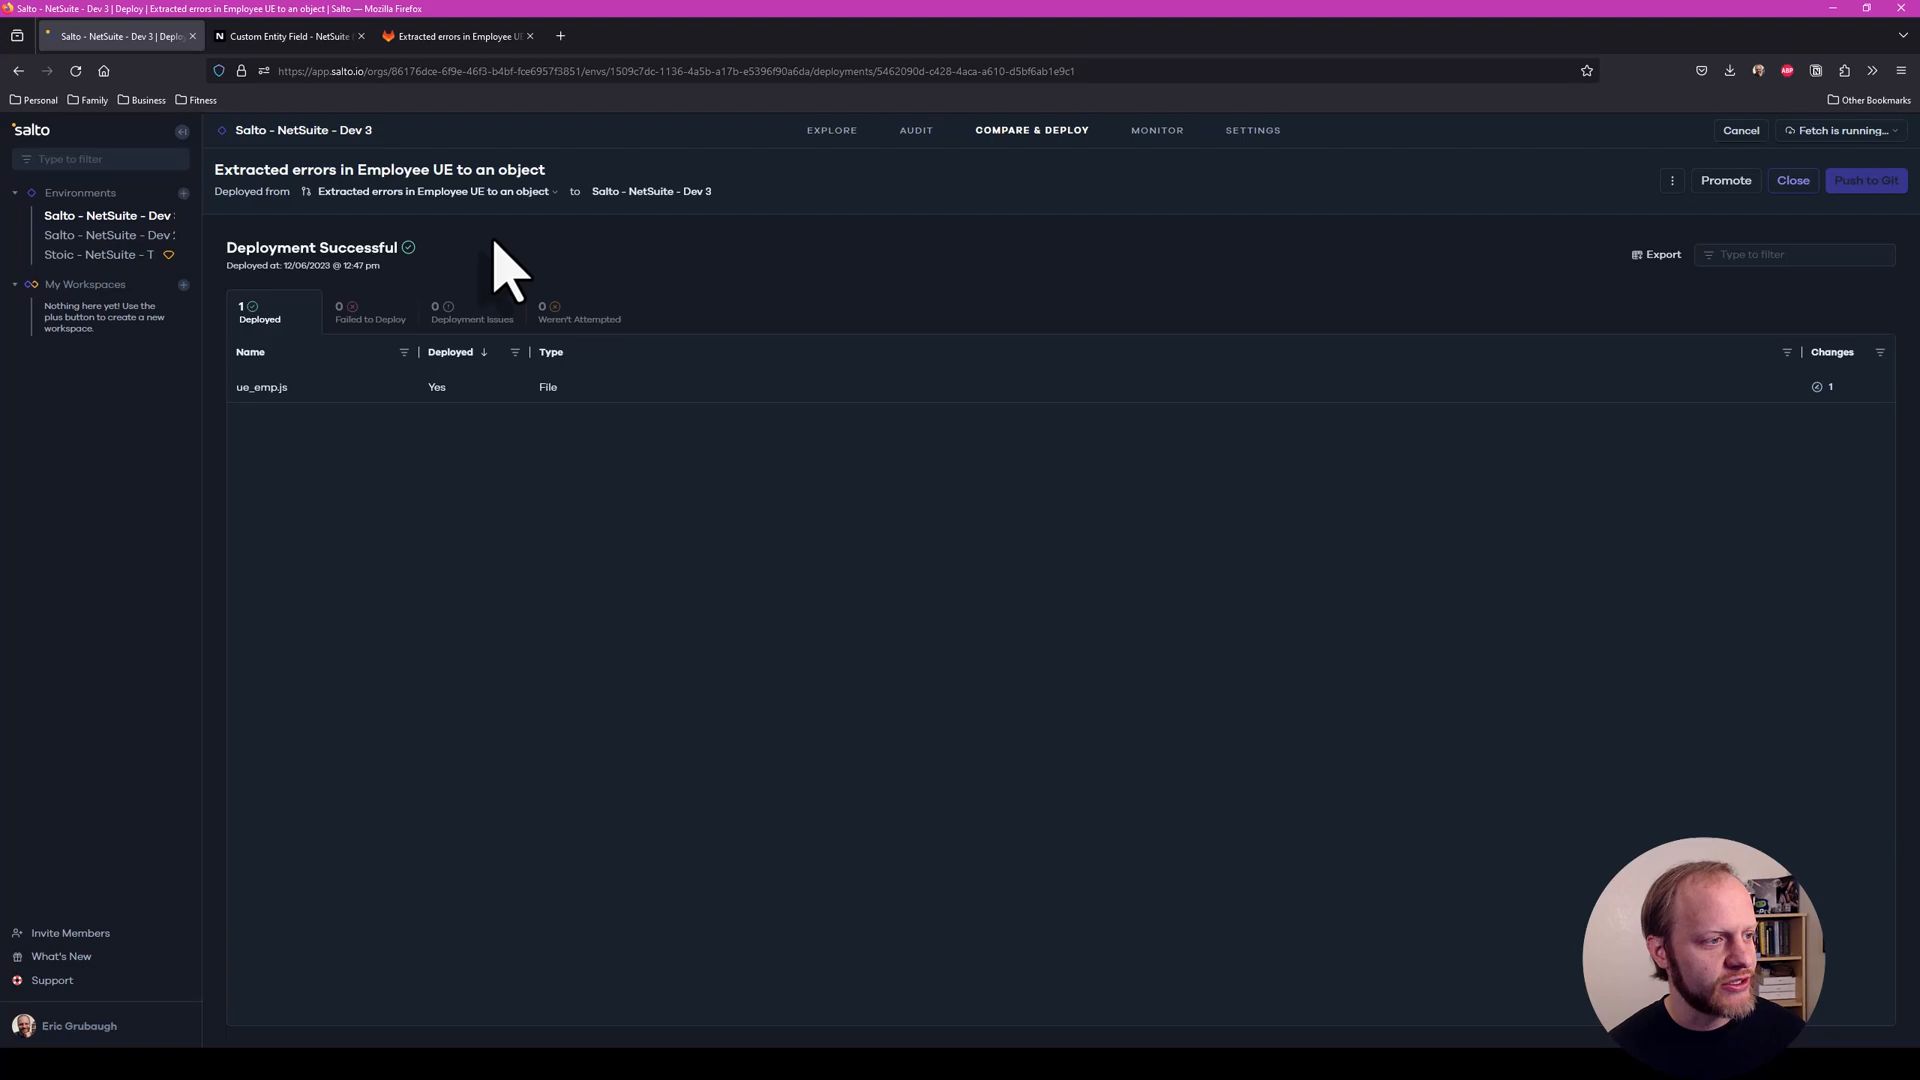 Salto - NetSuite - Dev 3 | Deploy | Extracted errors in Employee UE to an object | Salto — Mozilla Firefox
Salto - NetSuite - Dev 3 | Deploy
Custom Entity Field - NetSuite
Extracted errors in Employee UE
https://app.salto.io/orgs/86176dce-6f9e-46f3-b4bf-fce6957f3851/envs/1509c7dc-1136-4a5b-a17b-e5396f90a6da/deployments/5462090d-c428-4aca-a610-d5bf6ab1e9c1
ABP
Personal
Family
Business
Fitness
Other Bookmarks
salto
Salto - NetSuite - Dev 3
EXPLORE
AUDIT
COMPARE & DEPLOY
MONITOR
SETTINGS
Cancel
Fetch is running...
Type to filter
Extracted errors in Employee UE to an object
Deployed from
Extracted errors in Employee UE to an object
to
Salto - NetSuite - Dev 3
Promote
Close
Push to Git
Environments
Salto - NetSuite - Dev
Salto - NetSuite - Dev 2
Stoic - NetSuite - T
My Workspaces
Nothing here yet! Use the
plus button to create a new
workspace.
Deployment Successful
Deployed at: 12/06/2023 @ 12:47 pm
Export
Type to filter
1
Deployed
0
Failed to Deploy
0
Deployment Issues
0
Weren't Attempted
Name
Deployed
Type
Changes
ue_emp.js
Yes
File
1
Invite Members
What's New
Support
Eric Grubaugh